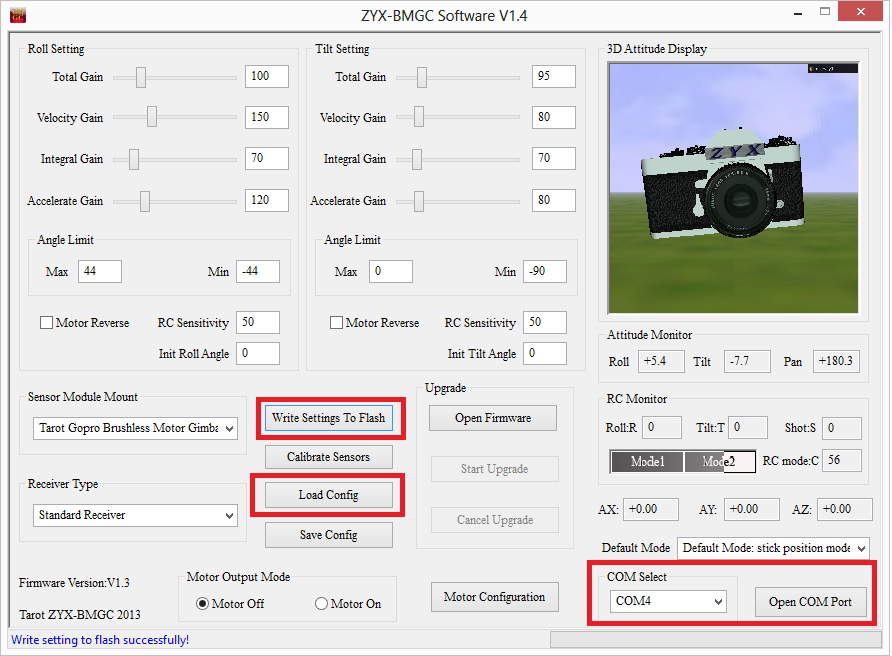 ZYX-BMGC Software V1.4
Roll Setting
Total Gain 100
Velocity Gain 150
Integral Gain 70
Accelerate Gain 120
Angle Limit
Max 44 Min -44
Motor Reverse RC Sensitivity 50
Init Roll Angle 0
Tilt Setting
Total Gain 95
Velocity Gain 80
Integral Gain 70
Accelerate Gain 80
Angle Limit
Max 0 Min -90
Motor Reverse RC Sensitivity 50
Init Tilt Angle 0
3D Attitude Display
ZYX
Attitude Monitor
Roll +5.4 Tilt -7.7 Pan +180.3
Sensor Module Mount
Tarot Gopro Brushless Motor Gimba
Receiver Type
Standard Receiver
Write Settings To Flash
Calibrate Sensors
Load Config
Save Config
Upgrade
Open Firmware
Start Upgrade
Cancel Upgrade
RC Monitor
Roll:R 0 Tilt:T 0 Shot:S 0
Mode1 Mode2 RC mode:C 56
AX: +0.00 AY: +0.00 AZ: +0.00
Default Mode Default Mode: stick position mode
Firmware Version:V1.3
Tarot ZYX-BMGC 2013
Motor Output Mode
Motor Off Motor On
Motor Configuration
COM Select
COM4 Open COM Port
Write setting to flash successfully!